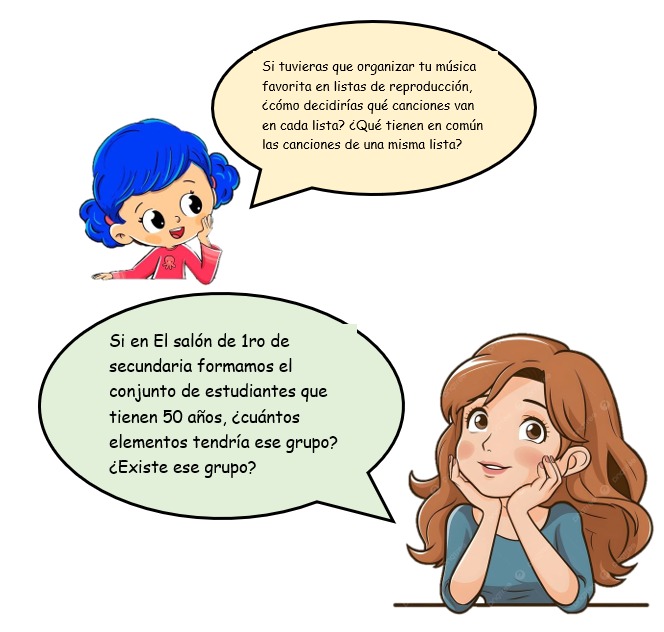 Si tuvieras que organizar tu música
favorita en listas de reproducción,
¿cómo decidirías qué canciones van
en cada lista? ¿Qué tienen en común
las canciones de una misma lista?
Si en El salón de 1ro de
secundaria formamos el
conjunto de estudiantes que
tienen 50 años, ¿cuántos
elementos tendría ese grupo?
¿Existe ese grupo?